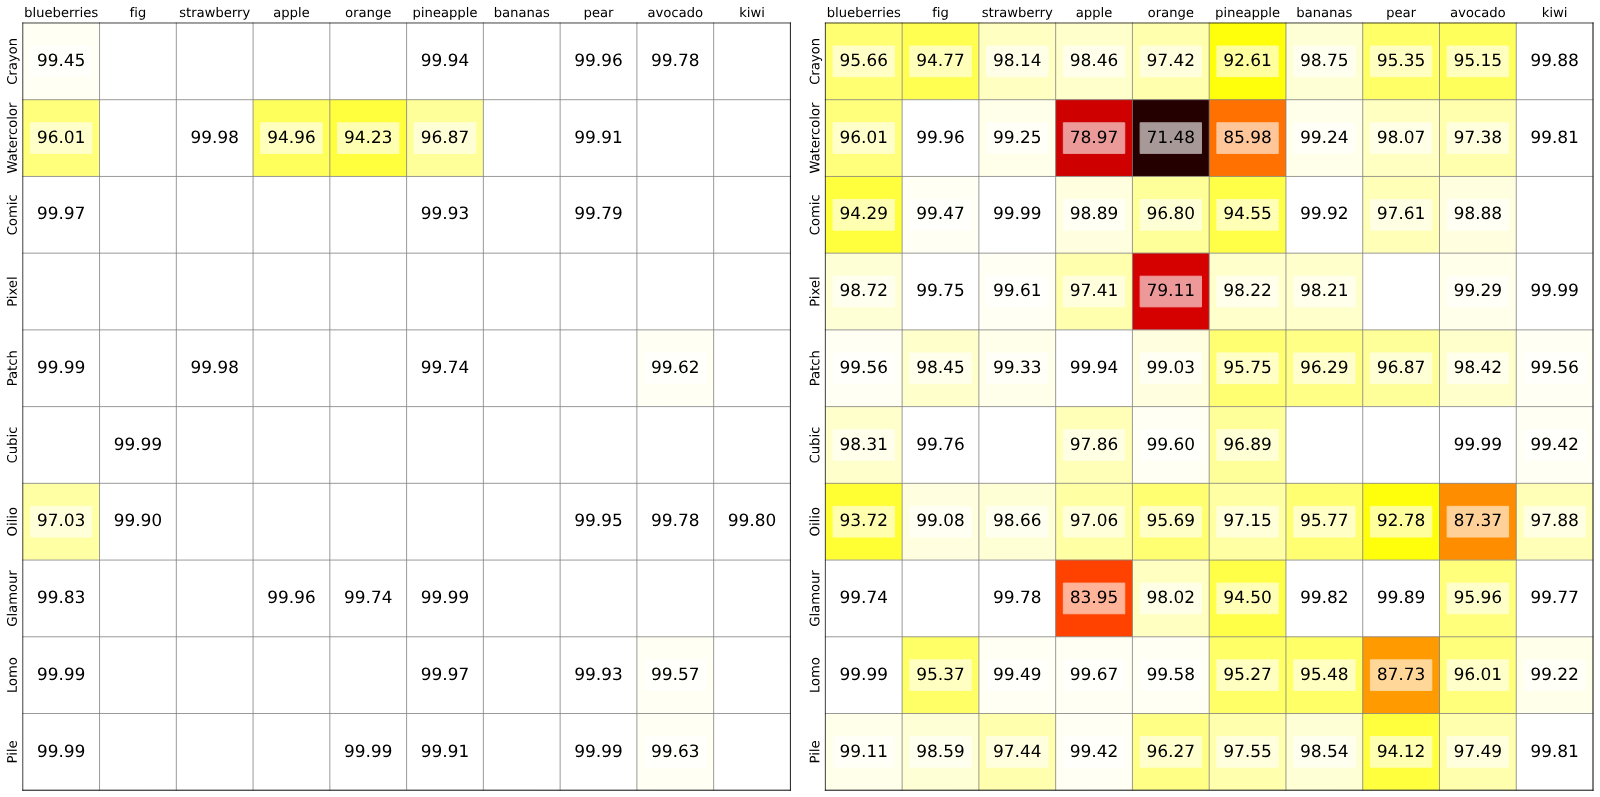 blueberries fig strawberry apple orange pineapple bananas pear avocado kiwi
Crayon 99.45 99.94 99.96 99.78
Watercolor 96.01 99.98 94.96 94.23 96.87 99.91
Comic 99.97 99.93 99.79
Pixel
Patch 99.99 99.98 99.74 99.62
Cubic 99.99
Oilio 97.03 99.90 99.95 99.78 99.80
Glamour 99.83 99.96 99.74 99.99
Lomo 99.99 99.97 99.93 99.57
Pile 99.99 99.99 99.91 99.99 99.63
blueberries fig strawberry apple orange pineapple bananas pear avocado kiwi
Crayon 95.66 94.77 98.14 98.46 97.42 92.61 98.75 95.35 95.15 99.88
Watercolor 96.01 99.96 99.25 78.97 71.48 85.98 99.24 98.07 97.38 99.81
Comic 94.29 99.47 99.99 98.89 96.80 94.55 99.92 97.61 98.88
Pixel 98.72 99.75 99.61 97.41 79.11 98.22 98.21 99.29 99.99
Patch 99.56 98.45 99.33 99.94 99.03 95.75 96.29 96.87 98.42 99.56
Cubic 98.31 99.76 97.86 99.60 96.89 99.99 99.42
Oilio 93.72 99.08 98.66 97.06 95.69 97.15 95.77 92.78 87.37 97.88
Glamour 99.74 99.78 83.95 98.02 94.50 99.82 99.89 95.96 99.77
Lomo 99.99 95.37 99.49 99.67 99.58 95.27 95.48 87.73 96.01 99.22
Pile 99.11 98.59 97.44 99.42 96.27 97.55 98.54 94.12 97.49 99.81